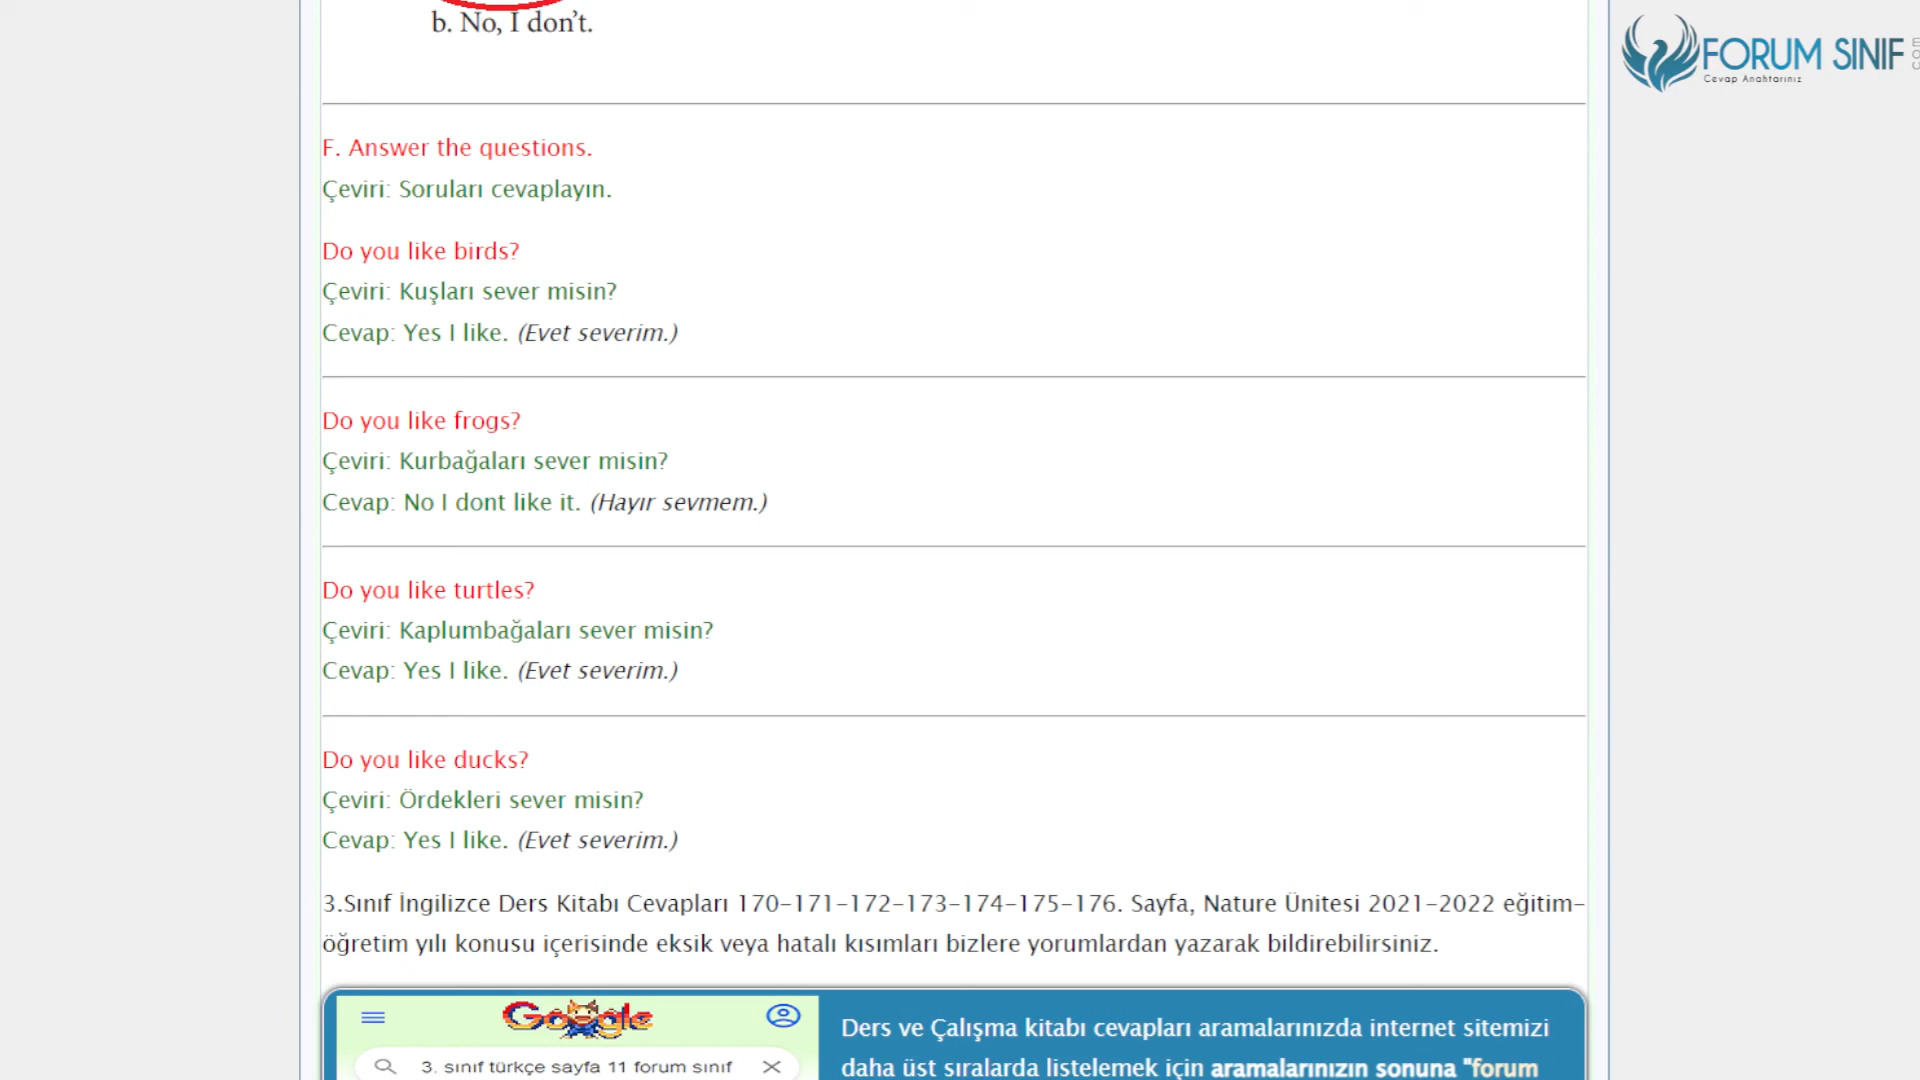 b. No, I don't.
FORUM SINIF
Cevap Anahtarınız
F. Answer the questions.
Çeviri: Soruları cevaplayın.
Do you like birds?
Çeviri: Kuşları sever misin?
Cevap: Yes I like. (Evet severim.)
Do you like frogs?
Çeviri: Kurbağaları sever misin?
Cevap: No I dont like it. (Hayır sevmem.)
Do you like turtles?
Çeviri: Kaplumbağaları sever misin?
Cevap: Yes I like. (Evet severim.)
Do you like ducks?
Çeviri: Ördekleri sever misin?
Cevap: Yes I like. (Evet severim.)
3.Sınıf İngilizce Ders Kitabı Cevapları 170-171-172-173-174-175-176. Sayfa, Nature Ünitesi 2021-2022 eğitim-
öğretim yılı konusu içerisinde eksik veya hatalı kısımları bizlere yorumlardan yazarak bildirebilirsiniz.
Google
3. sınıf türkçe sayfa 11 forum sınıf
Ders ve Çalışma kitabı cevapları aramalarınızda internet sitemizi
daha üst sıralarda listelemek için aramalarınızın sonuna "forum